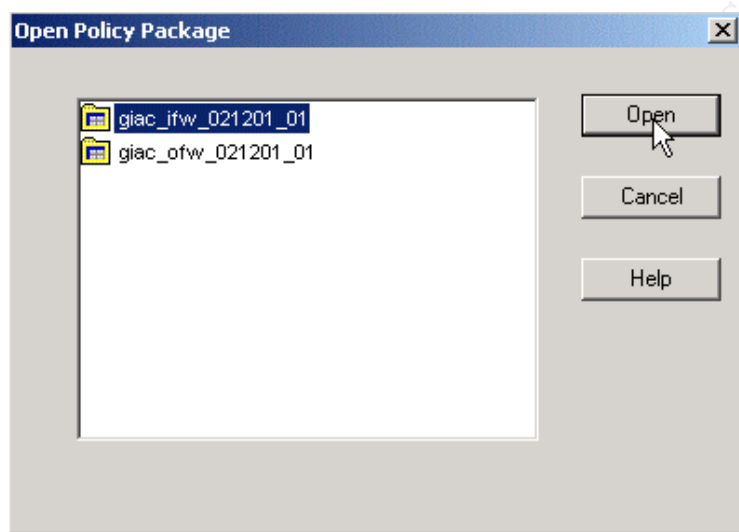 Open Policy Package
giac_ifw_021201_01
giac_ofw_021201_01
Open
Cancel
Help